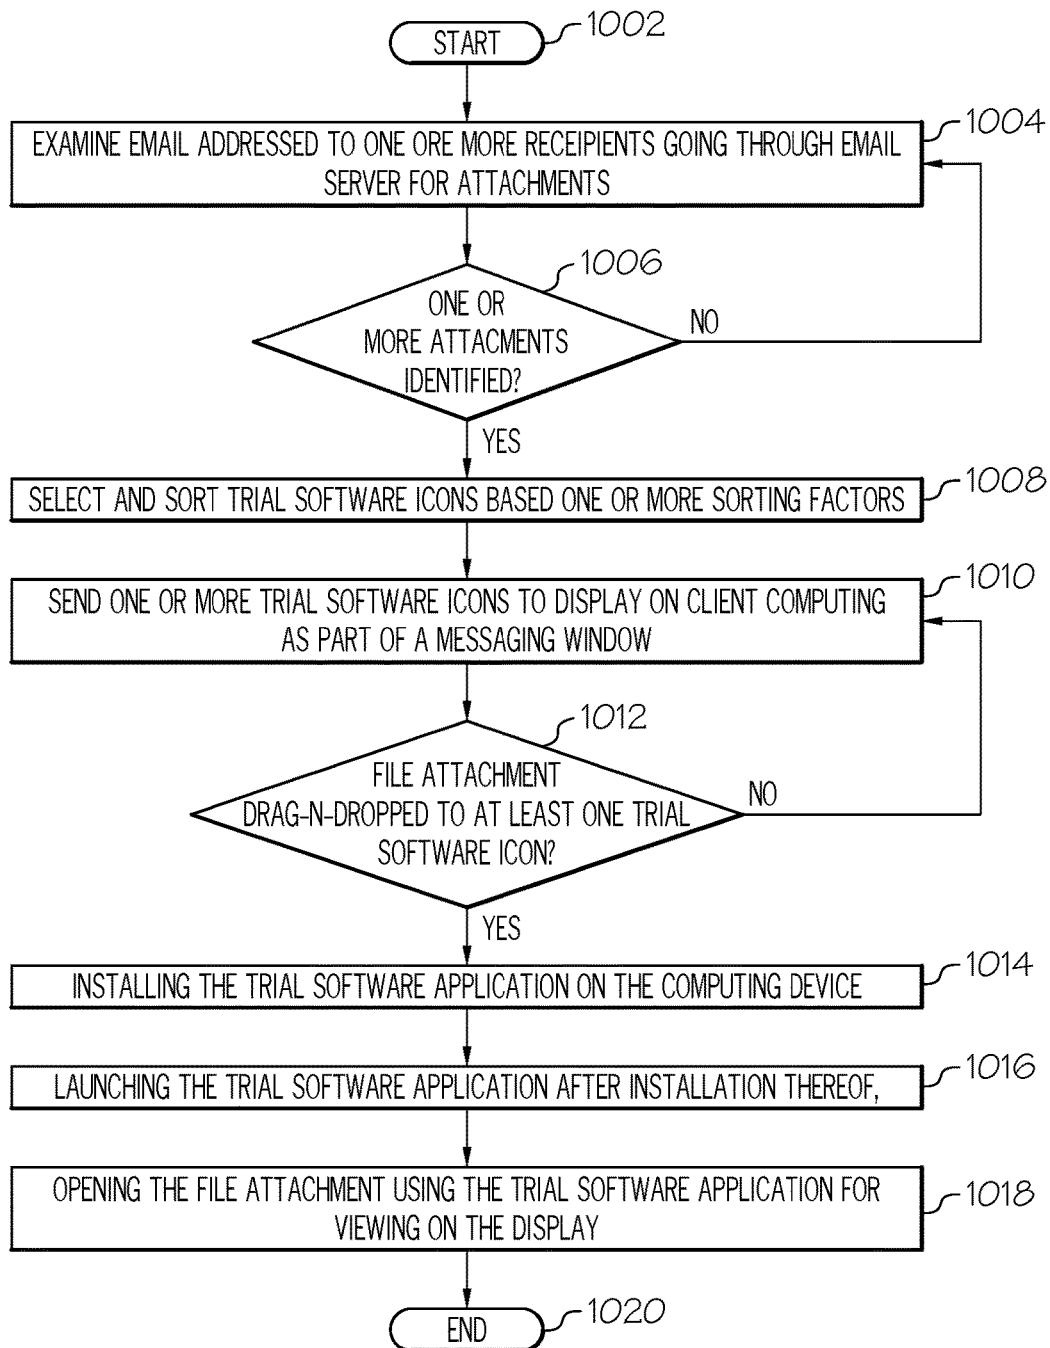 START
1002
EXAMINE EMAIL ADDRESSED TO ONE ORE MORE RECEIPIENTS GOING THROUGH EMAIL
SERVER FOR ATTACHMENTS
1004
1006
ONE OR
MORE ATTACMENTS
IDENTIFIED?
NO
YES
SELECT AND SORT TRIAL SOFTWARE ICONS BASED ONE OR MORE SORTING FACTORS
1008
SEND ONE OR MORE TRIAL SOFTWARE ICONS TO DISPLAY ON CLIENT COMPUTING
AS PART OF A MESSAGING WINDOW
1010
1012
FILE ATTACHMENT
DRAG-N-DROPPED TO AT LEAST ONE TRIAL
SOFTWARE ICON?
NO
YES
INSTALLING THE TRIAL SOFTWARE APPLICATION ON THE COMPUTING DEVICE
1014
LAUNCHING THE TRIAL SOFTWARE APPLICATION AFTER INSTALLATION THEREOF,
1016
OPENING THE FILE ATTACHMENT USING THE TRIAL SOFTWARE APPLICATION FOR
VIEWING ON THE DISPLAY
1018
END
1020